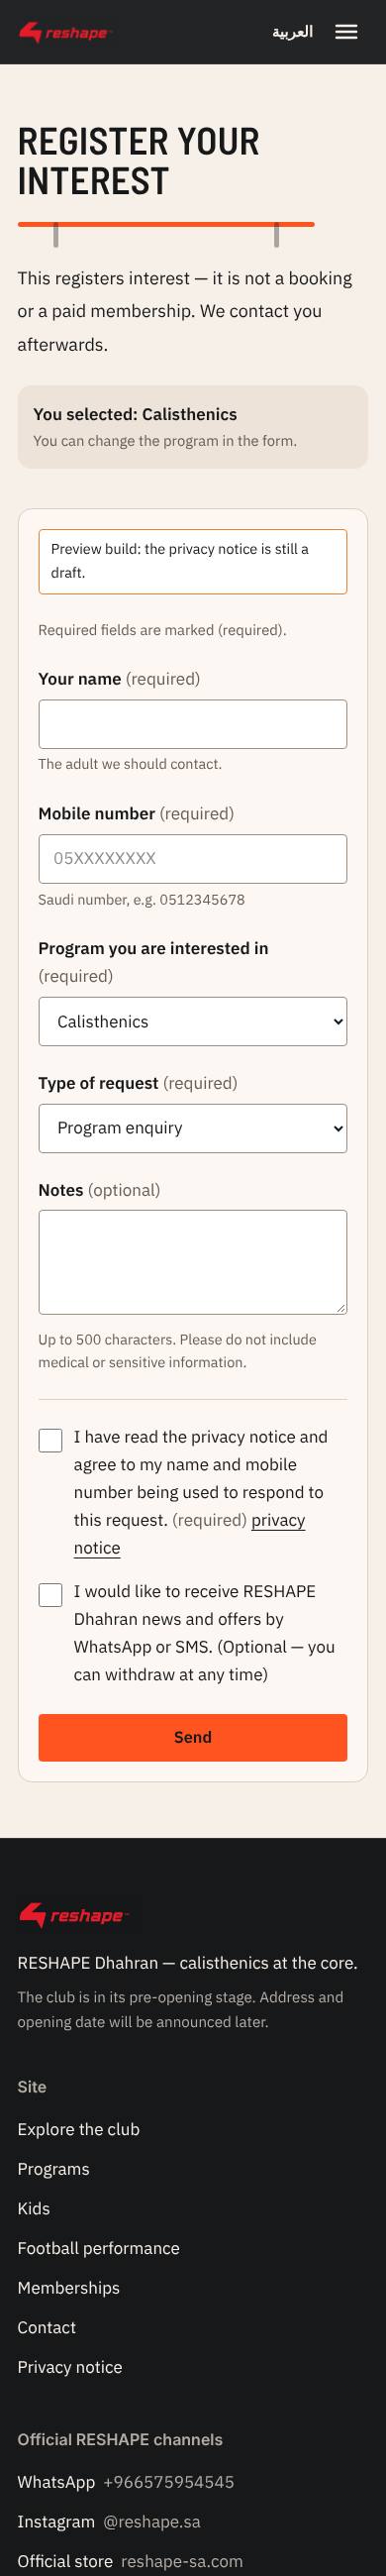 reshape
العربية
REGISTER YOUR
INTEREST
This registers interest — it is not a booking
or a paid membership. We contact you
afterwards.
You selected: Calisthenics
You can change the program in the form.
Preview build: the privacy notice is still a
draft.
Required fields are marked (required).
Your name (required)
The adult we should contact.
Mobile number (required)
05XXXXXXXX
Saudi number, e.g. 0512345678
Program you are interested in
(required)
Calisthenics
Type of request (required)
Program enquiry
Notes (optional)
Up to 500 characters. Please do not include
medical or sensitive information.
I have read the privacy notice and
agree to my name and mobile
number being used to respond to
this request. (required) privacy
notice
I would like to receive RESHAPE
Dhahran news and offers by
WhatsApp or SMS. (Optional — you
can withdraw at any time)
Send
reshape
RESHAPE Dhahran — calisthenics at the core.
The club is in its pre-opening stage. Address and
opening date will be announced later.
Site
Explore the club
Programs
Kids
Football performance
Memberships
Contact
Privacy notice
Official RESHAPE channels
WhatsApp +966575954545
Instagram @reshape.sa
Official store reshape-sa.com